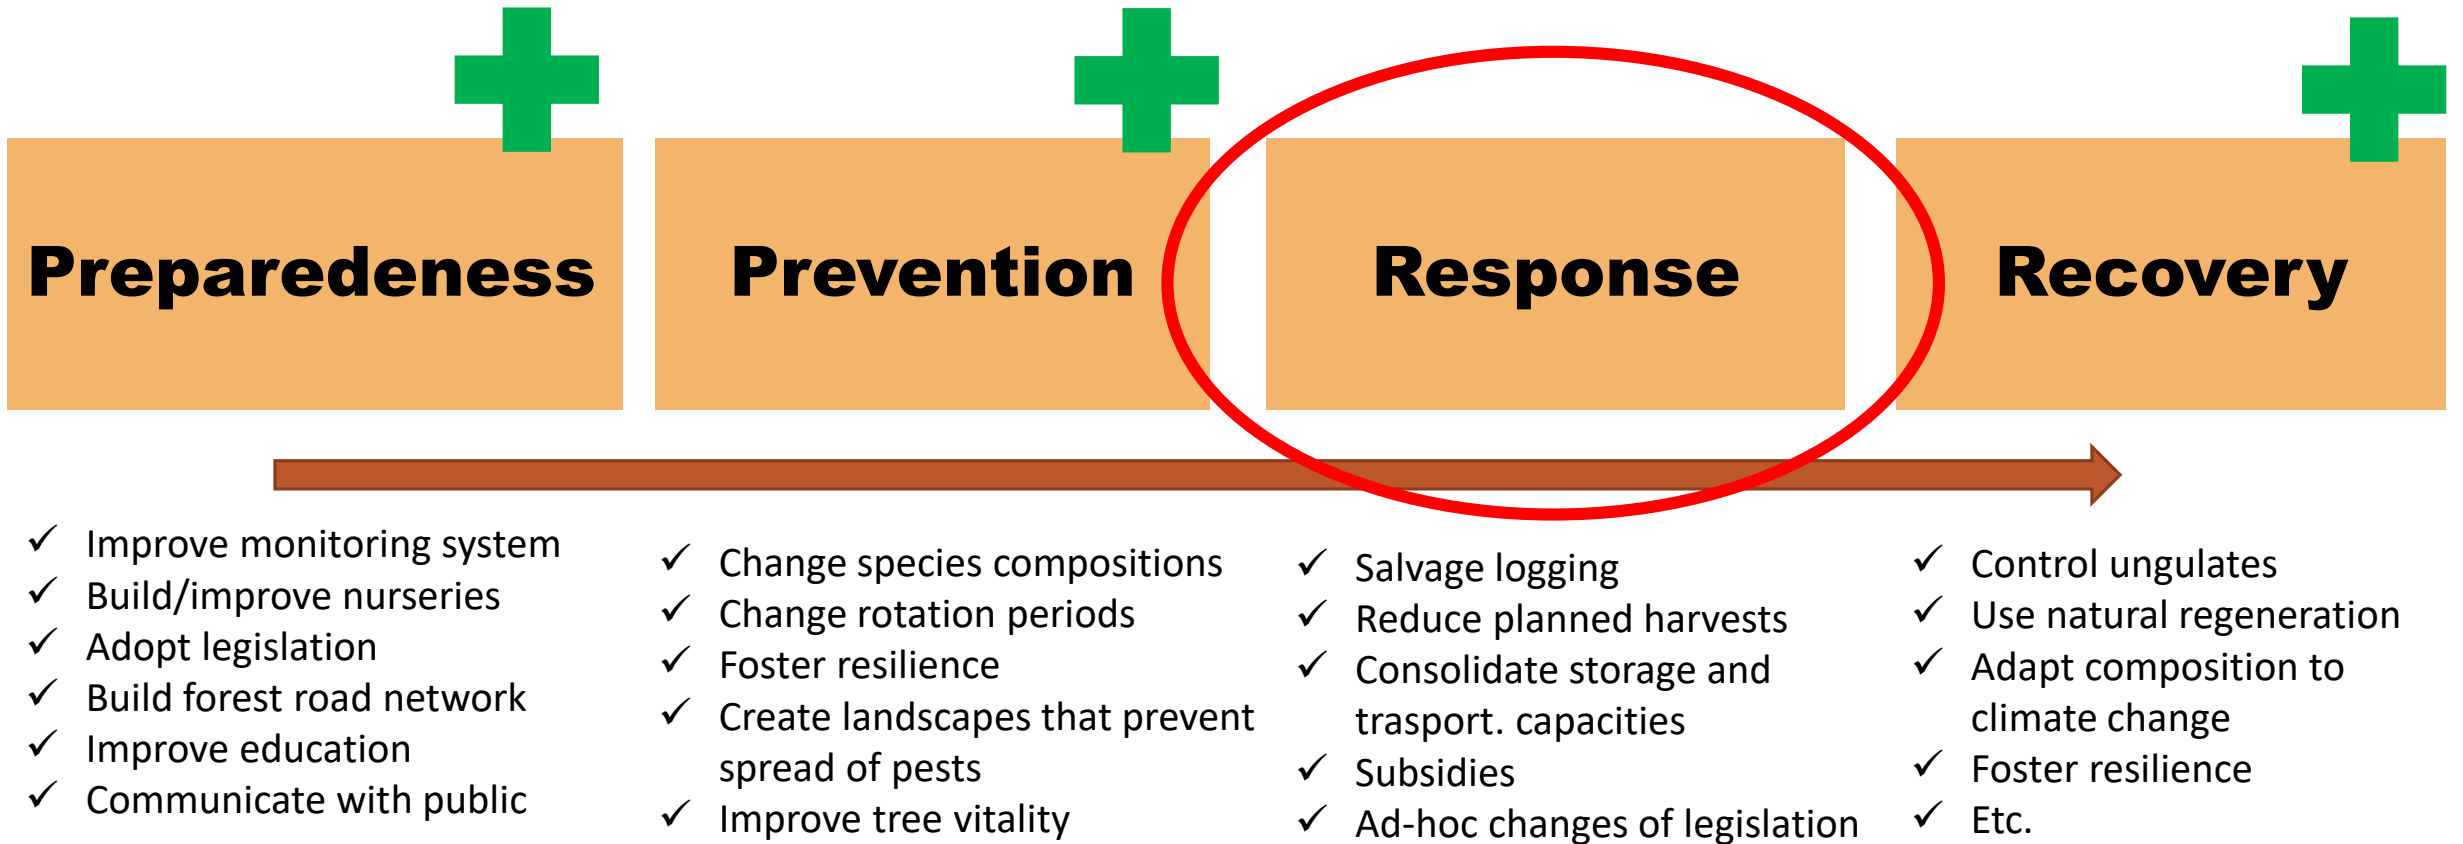 Preparedeness
Prevention
Response
Recovery
✓ Improve monitoring system
✓ Build/improve nurseries
✓ Adopt legislation
✓ Build forest road network
✓ Improve education
✓ Communicate with public
✓ Change species compositions
✓ Change rotation periods
✓ Foster resilience
✓ Create landscapes that prevent
spread of pests
✓ Improve tree vitality
✓ Salvage logging
✓ Reduce planned harvests
✓ Consolidate storage and
trasport. capacities
✓ Subsidies
✓ Ad-hoc changes of legislation
✓ Control ungulates
✓ Use natural regeneration
✓ Adapt composition to
climate change
✓ Foster resilience
✓ Etc.